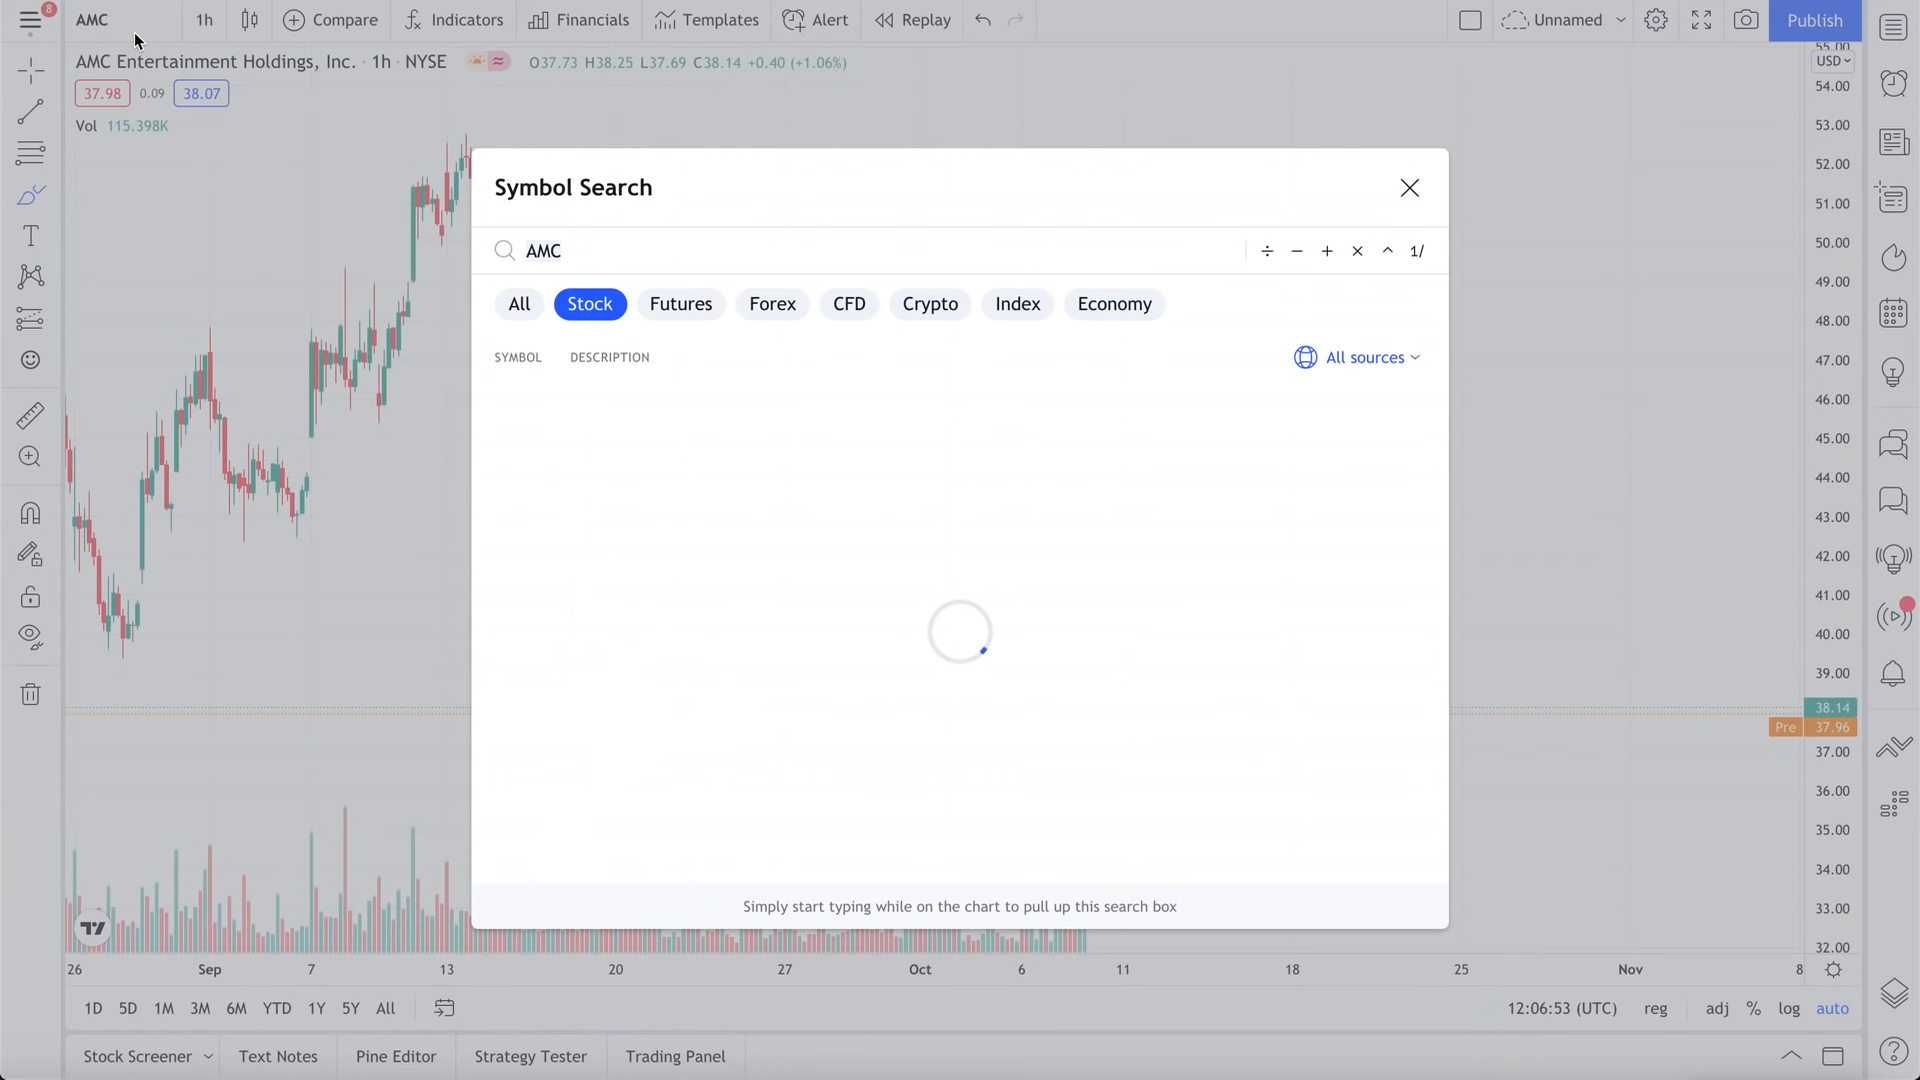 8
AMC
1h
Compare
Indicators
Financials
Templates
Alert
Replay
Unnamed
Publish
AMC Entertainment Holdings, Inc. · 1h · NYSE
O37.73 H38.25 L37.69 C38.14 +0.40 (+1.06%)
37.98 0.09 38.07
Vol 115.398K
USD
55.00
54.00
53.00
52.00
51.00
50.00
49.00
48.00
47.00
46.00
45.00
44.00
43.00
42.00
41.00
40.00
39.00
38.14
Pre 37.96
37.00
36.00
35.00
34.00
33.00
32.00
Symbol Search
AMC
÷ − + × ^ 1/
All Stock Futures Forex CFD Crypto Index Economy
SYMBOL DESCRIPTION
All sources
Simply start typing while on the chart to pull up this search box
26 Sep 7 13 20 27 Oct 6 11 18 25 Nov 8
1D 5D 1M 3M 6M YTD 1Y 5Y All
12:06:53 (UTC) reg adj % log auto
Stock Screener Text Notes Pine Editor Strategy Tester Trading Panel